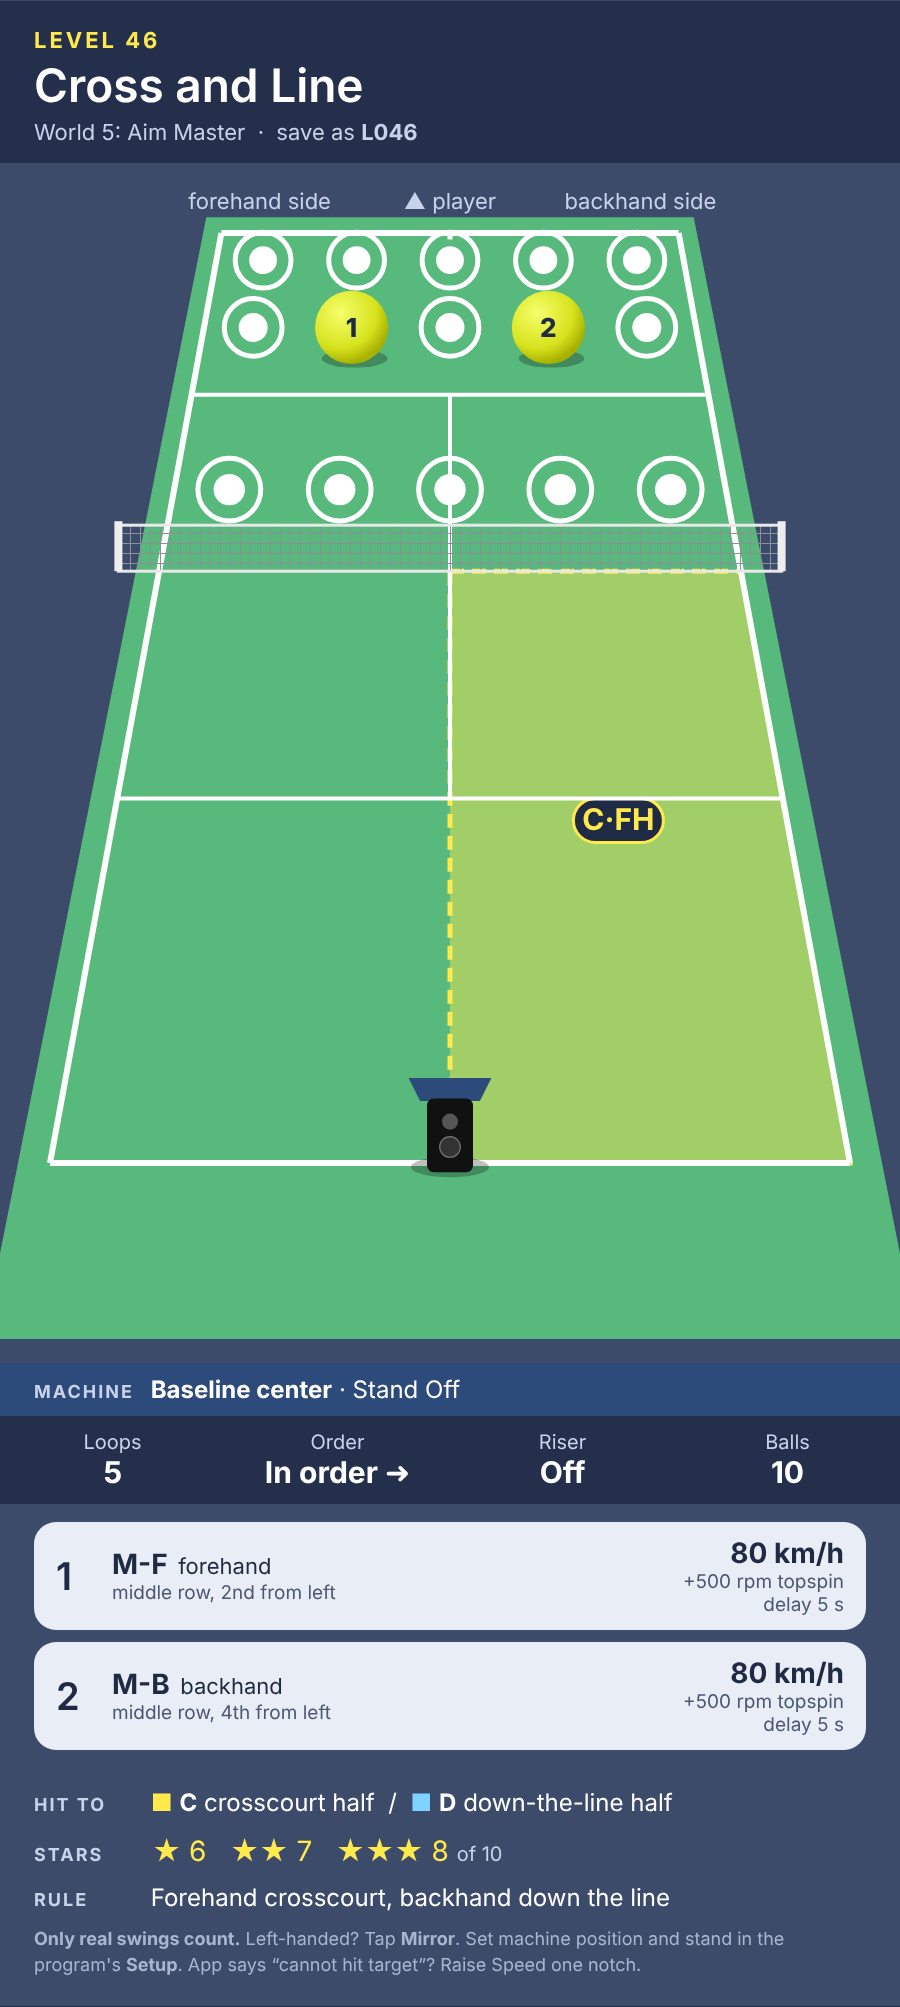 LEVEL 46
Cross and Line
World 5: Aim Master · save as L046
forehand side ▲ player backhand side
1 2
C·FH
MACHINE Baseline center · Stand Off
Loops Order Riser Balls
5 In order → Off 10
1 M-F forehand 80 km/h
middle row, 2nd from left +500 rpm topspin
delay 5 s
2 M-B backhand 80 km/h
middle row, 4th from left +500 rpm topspin
delay 5 s
HIT TO C crosscourt half / D down-the-line half
STARS ★ 6 ★★ 7 ★★★ 8 of 10
RULE Forehand crosscourt, backhand down the line
Only real swings count. Left-handed? Tap Mirror. Set machine position and stand in the
program's Setup. App says “cannot hit target”? Raise Speed one notch.